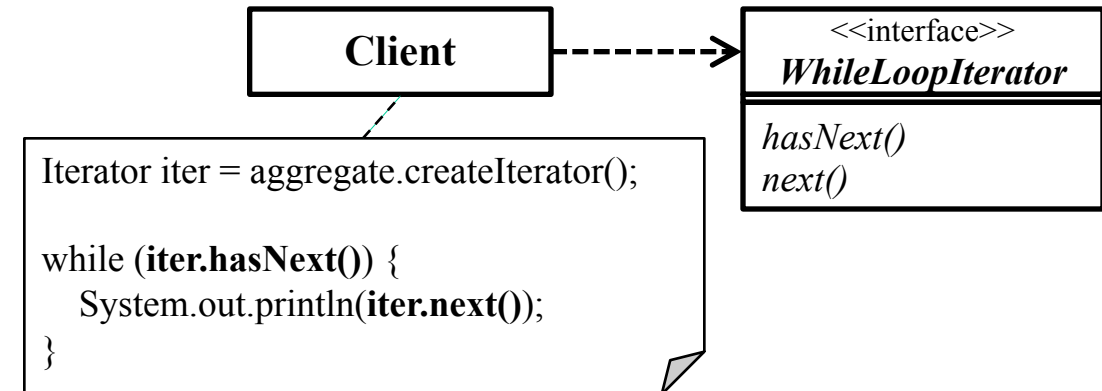 Client
<<interface>>
WhileLoopIterator
hasNext()
next()
Iterator iter = aggregate.createIterator();
while (iter.hasNext()) {
System.out.println(iter.next());
}